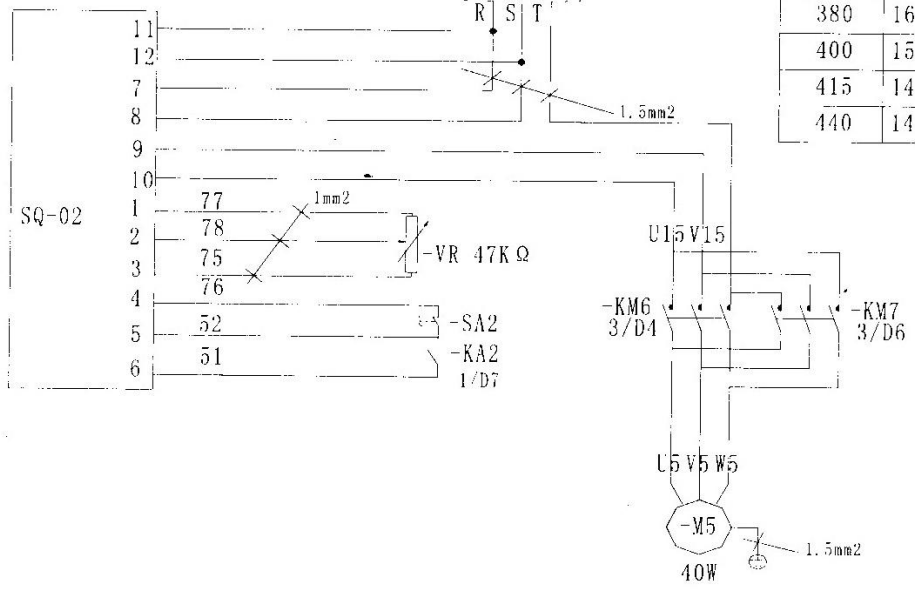 R S T
11
12
7
8
9
10
1
2
3
4
5
6
SQ-02
77
78
75
76
52
51
1mm2
1.5mm2
-VR 47KΩ
-SA2
-KA2
1/D7
380 16
400 15
415 14
440 14
U15 V15
-KM6
3/D4
-KM7
3/D6
U5 V5 W5
-M5
40W
1.5mm2